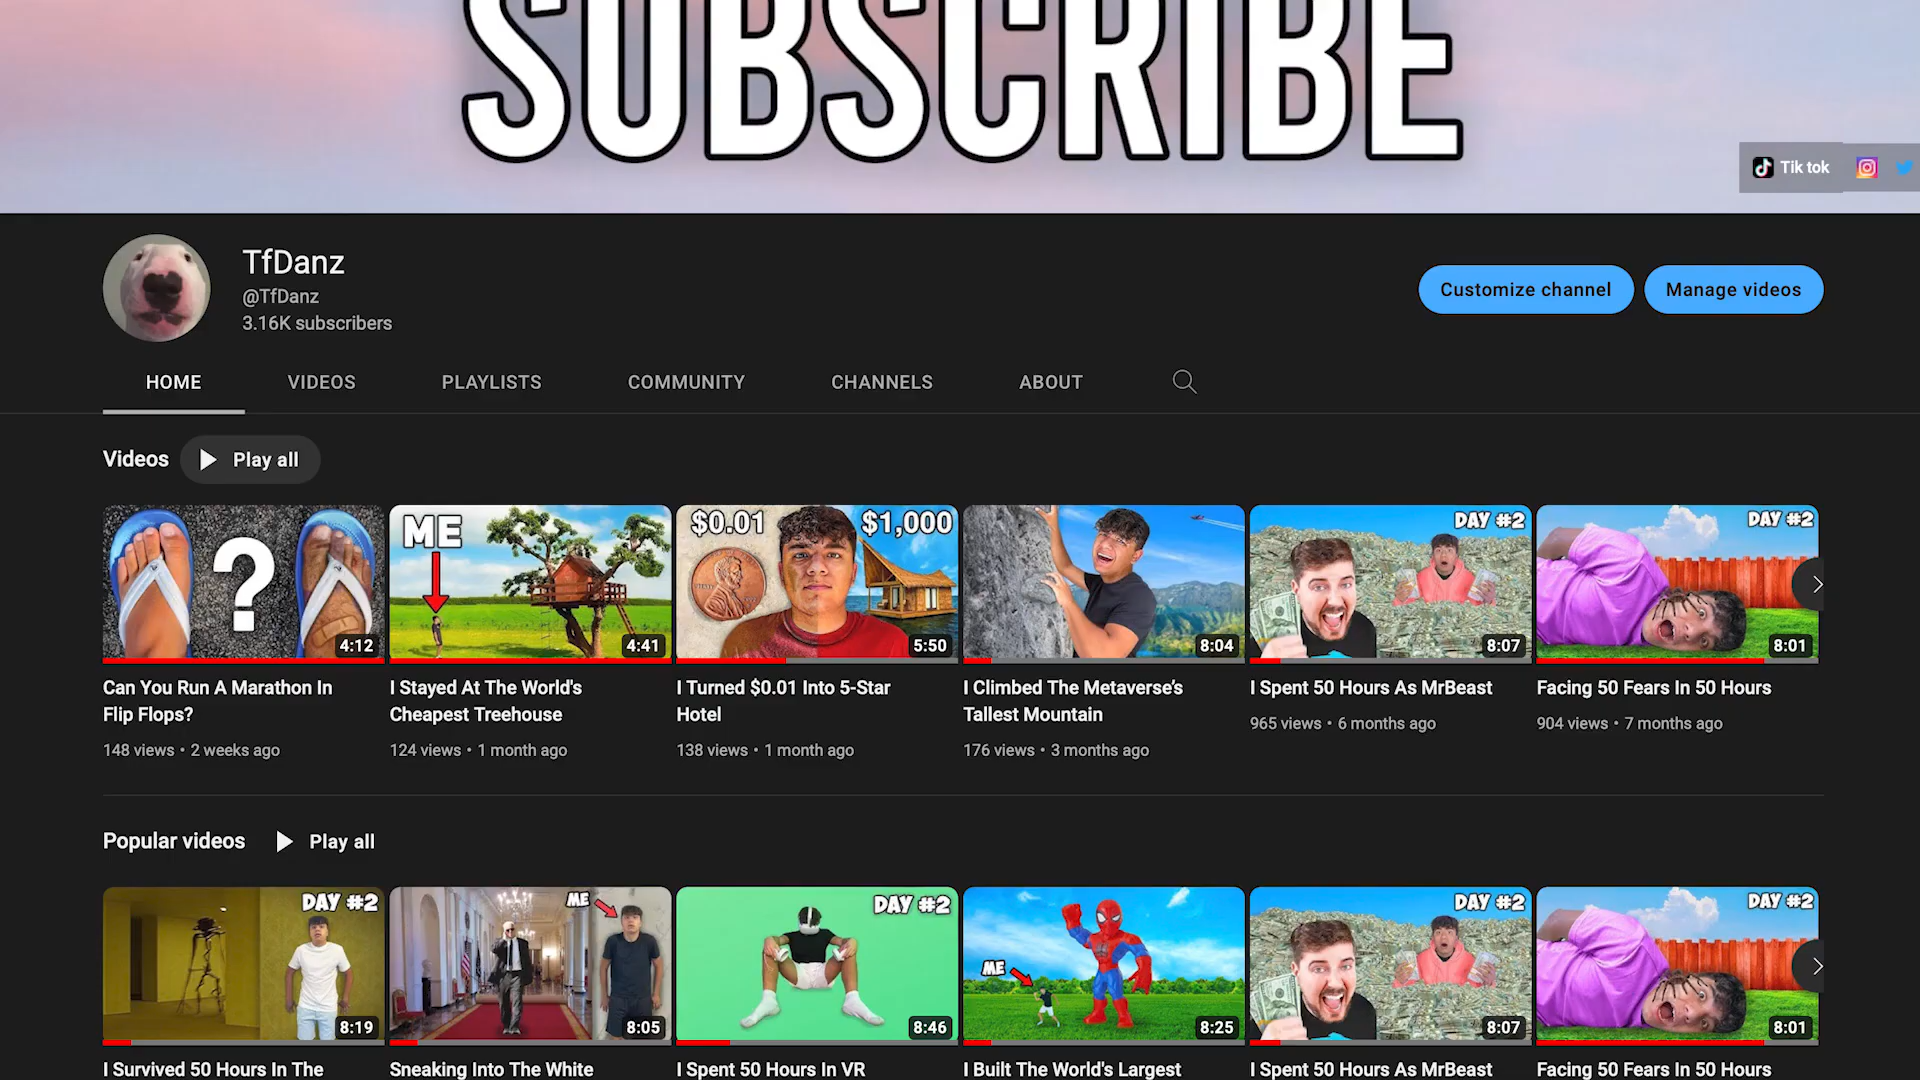 SUBSCRIBE
Tik tok
TfDanz
@TfDanz
3.16K subscribers
Customize channel
Manage videos
HOME
VIDEOS
PLAYLISTS
COMMUNITY
CHANNELS
ABOUT
Videos
Play all
4:12
ME
4:41
$0.01
$1,000
5:50
8:04
DAY #2
8:07
DAY #2
8:01
Can You Run A Marathon In
Flip Flops?
148 views • 2 weeks ago
I Stayed At The World's
Cheapest Treehouse
124 views • 1 month ago
I Turned $0.01 Into 5-Star
Hotel
138 views • 1 month ago
I Climbed The Metaverse’s
Tallest Mountain
176 views • 3 months ago
I Spent 50 Hours As MrBeast
965 views • 6 months ago
Facing 50 Fears In 50 Hours
904 views • 7 months ago
Popular videos
Play all
DAY #2
8:19
ME
8:05
DAY #2
8:46
ME
8:25
DAY #2
8:07
DAY #2
8:01
I Survived 50 Hours In The
Sneaking Into The White
I Spent 50 Hours In VR
I Built The World's Largest
I Spent 50 Hours As MrBeast
Facing 50 Fears In 50 Hours